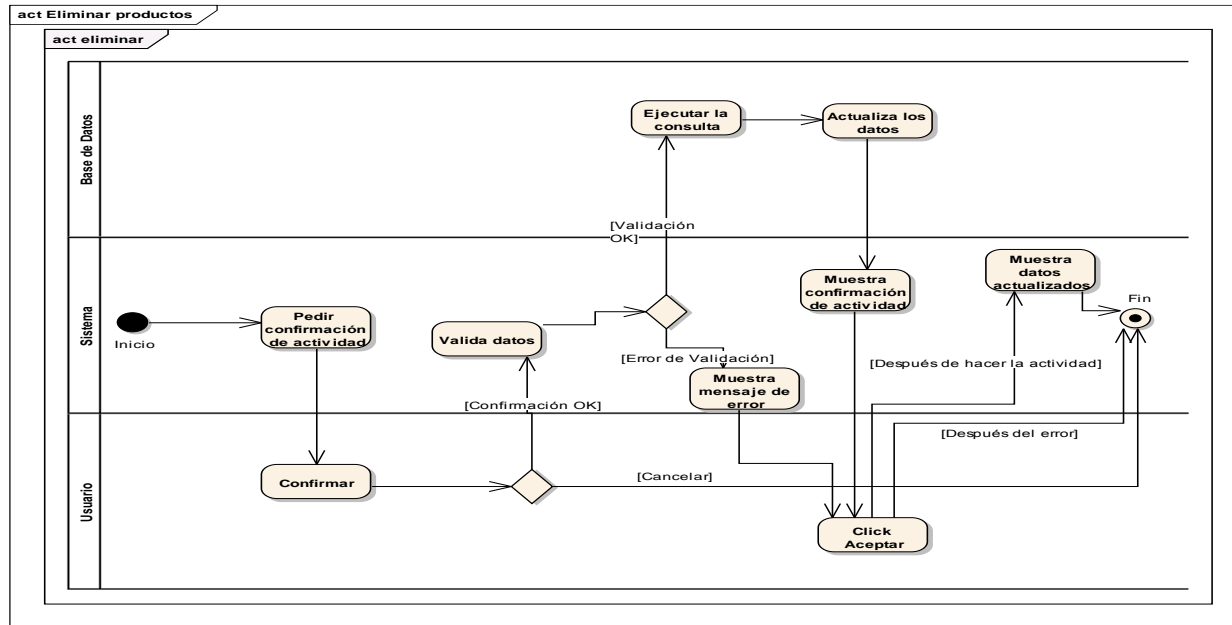 act Eliminar productos
act eliminar
Base de Datos
Ejecutar la
consulta
Actualiza los
datos
[Validación
OK]
Sistema
Inicio
Pedir
confirmación
de actividad
Valida datos
[Error de Validación]
Muestra
mensaje de
error
[Confirmación OK]
Muestra
confirmación
de actividad
Muestra
datos
actualizados
Fin
[Después de hacer la actividad]
Usuario
Confirmar
[Cancelar]
[Después del error]
Click
Aceptar